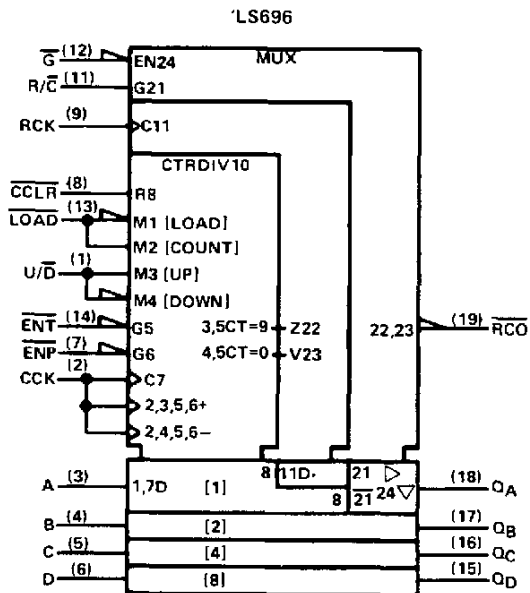 'LS696
MUX
G̅ (12) EN24
R/C̅ (11) G21
RCK (9) C11
CTRDIV10
C̅C̅L̅R̅ (8) R8
L̅O̅A̅D̅ (13) M1 [LOAD]
M2 [COUNT]
U/D̅ (1) M3 [UP]
M4 [DOWN]
E̅N̅T̅ (14) G5 3,5CT=9 Z22 22,23 (19) R̅C̅O̅
E̅N̅P̅ (7) G6 4,5CT=0 V23
CCK (2) C7
2,3,5,6+
2,4,5,6−
8 11D 21
A (3) 1,7D [1] 8 2̅1̅ 24 (18) QA
B (4) [2] (17) QB
C (5) [4] (16) QC
D (6) [8] (15) QD